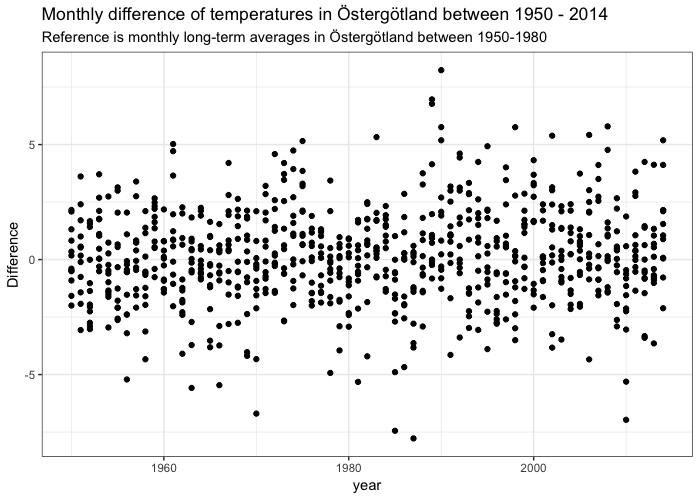 Monthly difference of temperatures in Östergötland between 1950 - 2014
Reference is monthly long-term averages in Östergötland between 1950-1980
5
0
-5
Difference
1960
1980
2000
year